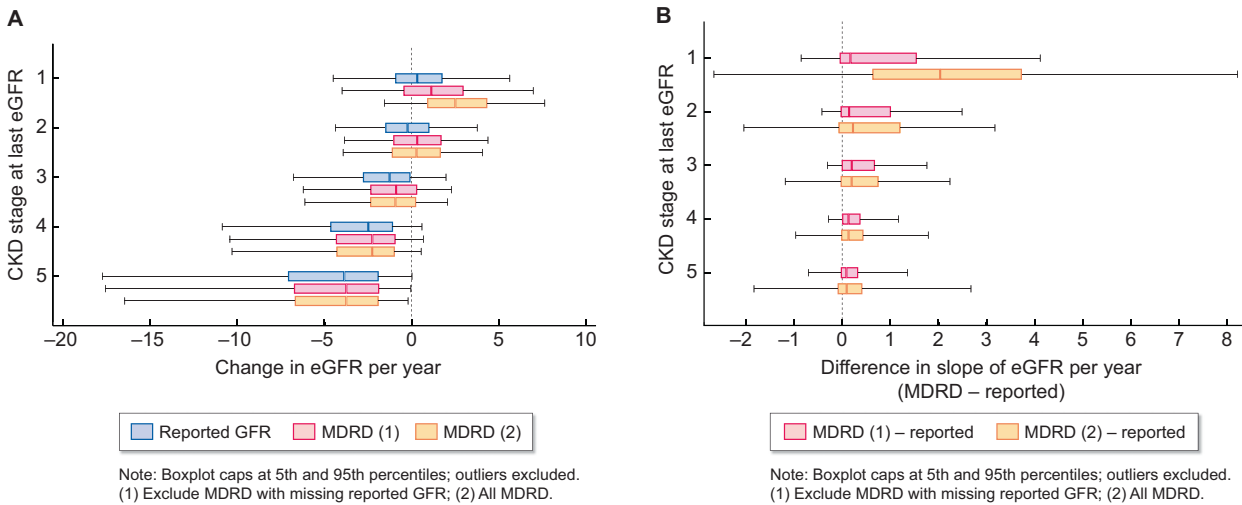 A
CKD stage at last eGFR
1
2
3
4
5
–20 –15 –10 –5 0 5 10
Change in eGFR per year
Reported GFR MDRD (1) MDRD (2)
Note: Boxplot caps at 5th and 95th percentiles; outliers excluded.
(1) Exclude MDRD with missing reported GFR; (2) All MDRD.
B
CKD stage at last eGFR
1
2
3
4
5
–2 –1 0 1 2 3 4 5 6 7 8
Difference in slope of eGFR per year
(MDRD – reported)
MDRD (1) – reported MDRD (2) – reported
Note: Boxplot caps at 5th and 95th percentiles; outliers excluded.
(1) Exclude MDRD with missing reported GFR; (2) All MDRD.